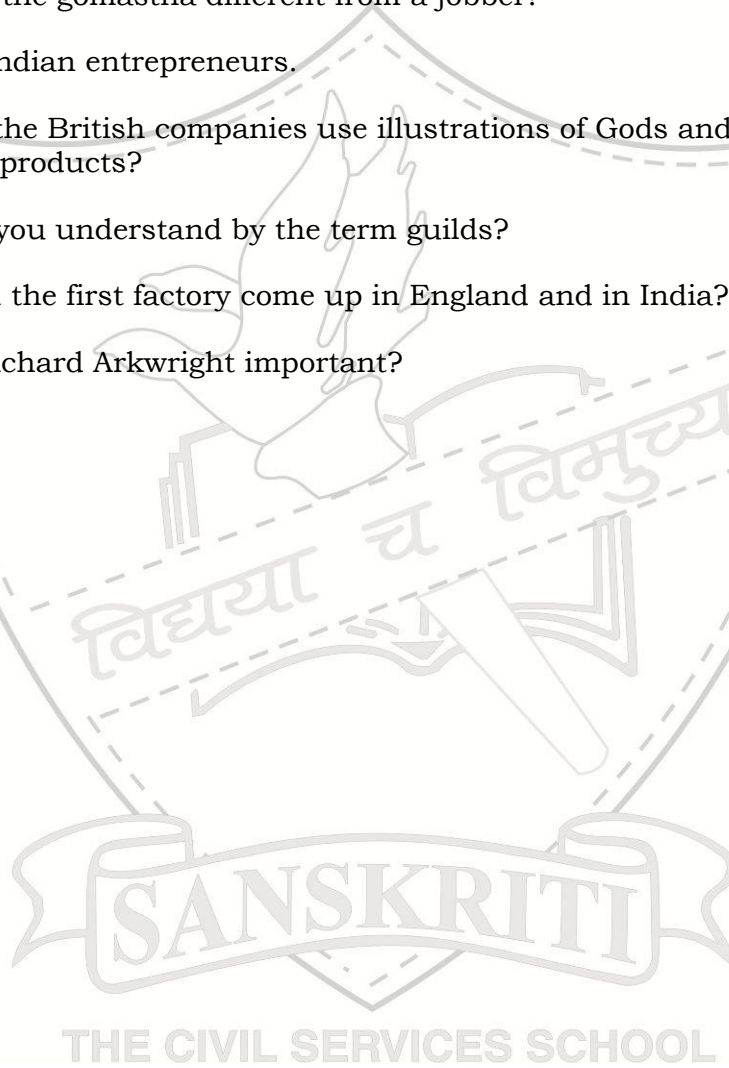 the gomastha different from a jobber?
ndian entrepreneurs.
the British companies use illustrations of Gods and
products?
you understand by the term guilds?
the first factory come up in England and in India?
chard Arkwright important?
विद्यया च विमुच्य
SANSKRITI
THE CIVIL SERVICES SCHOOL